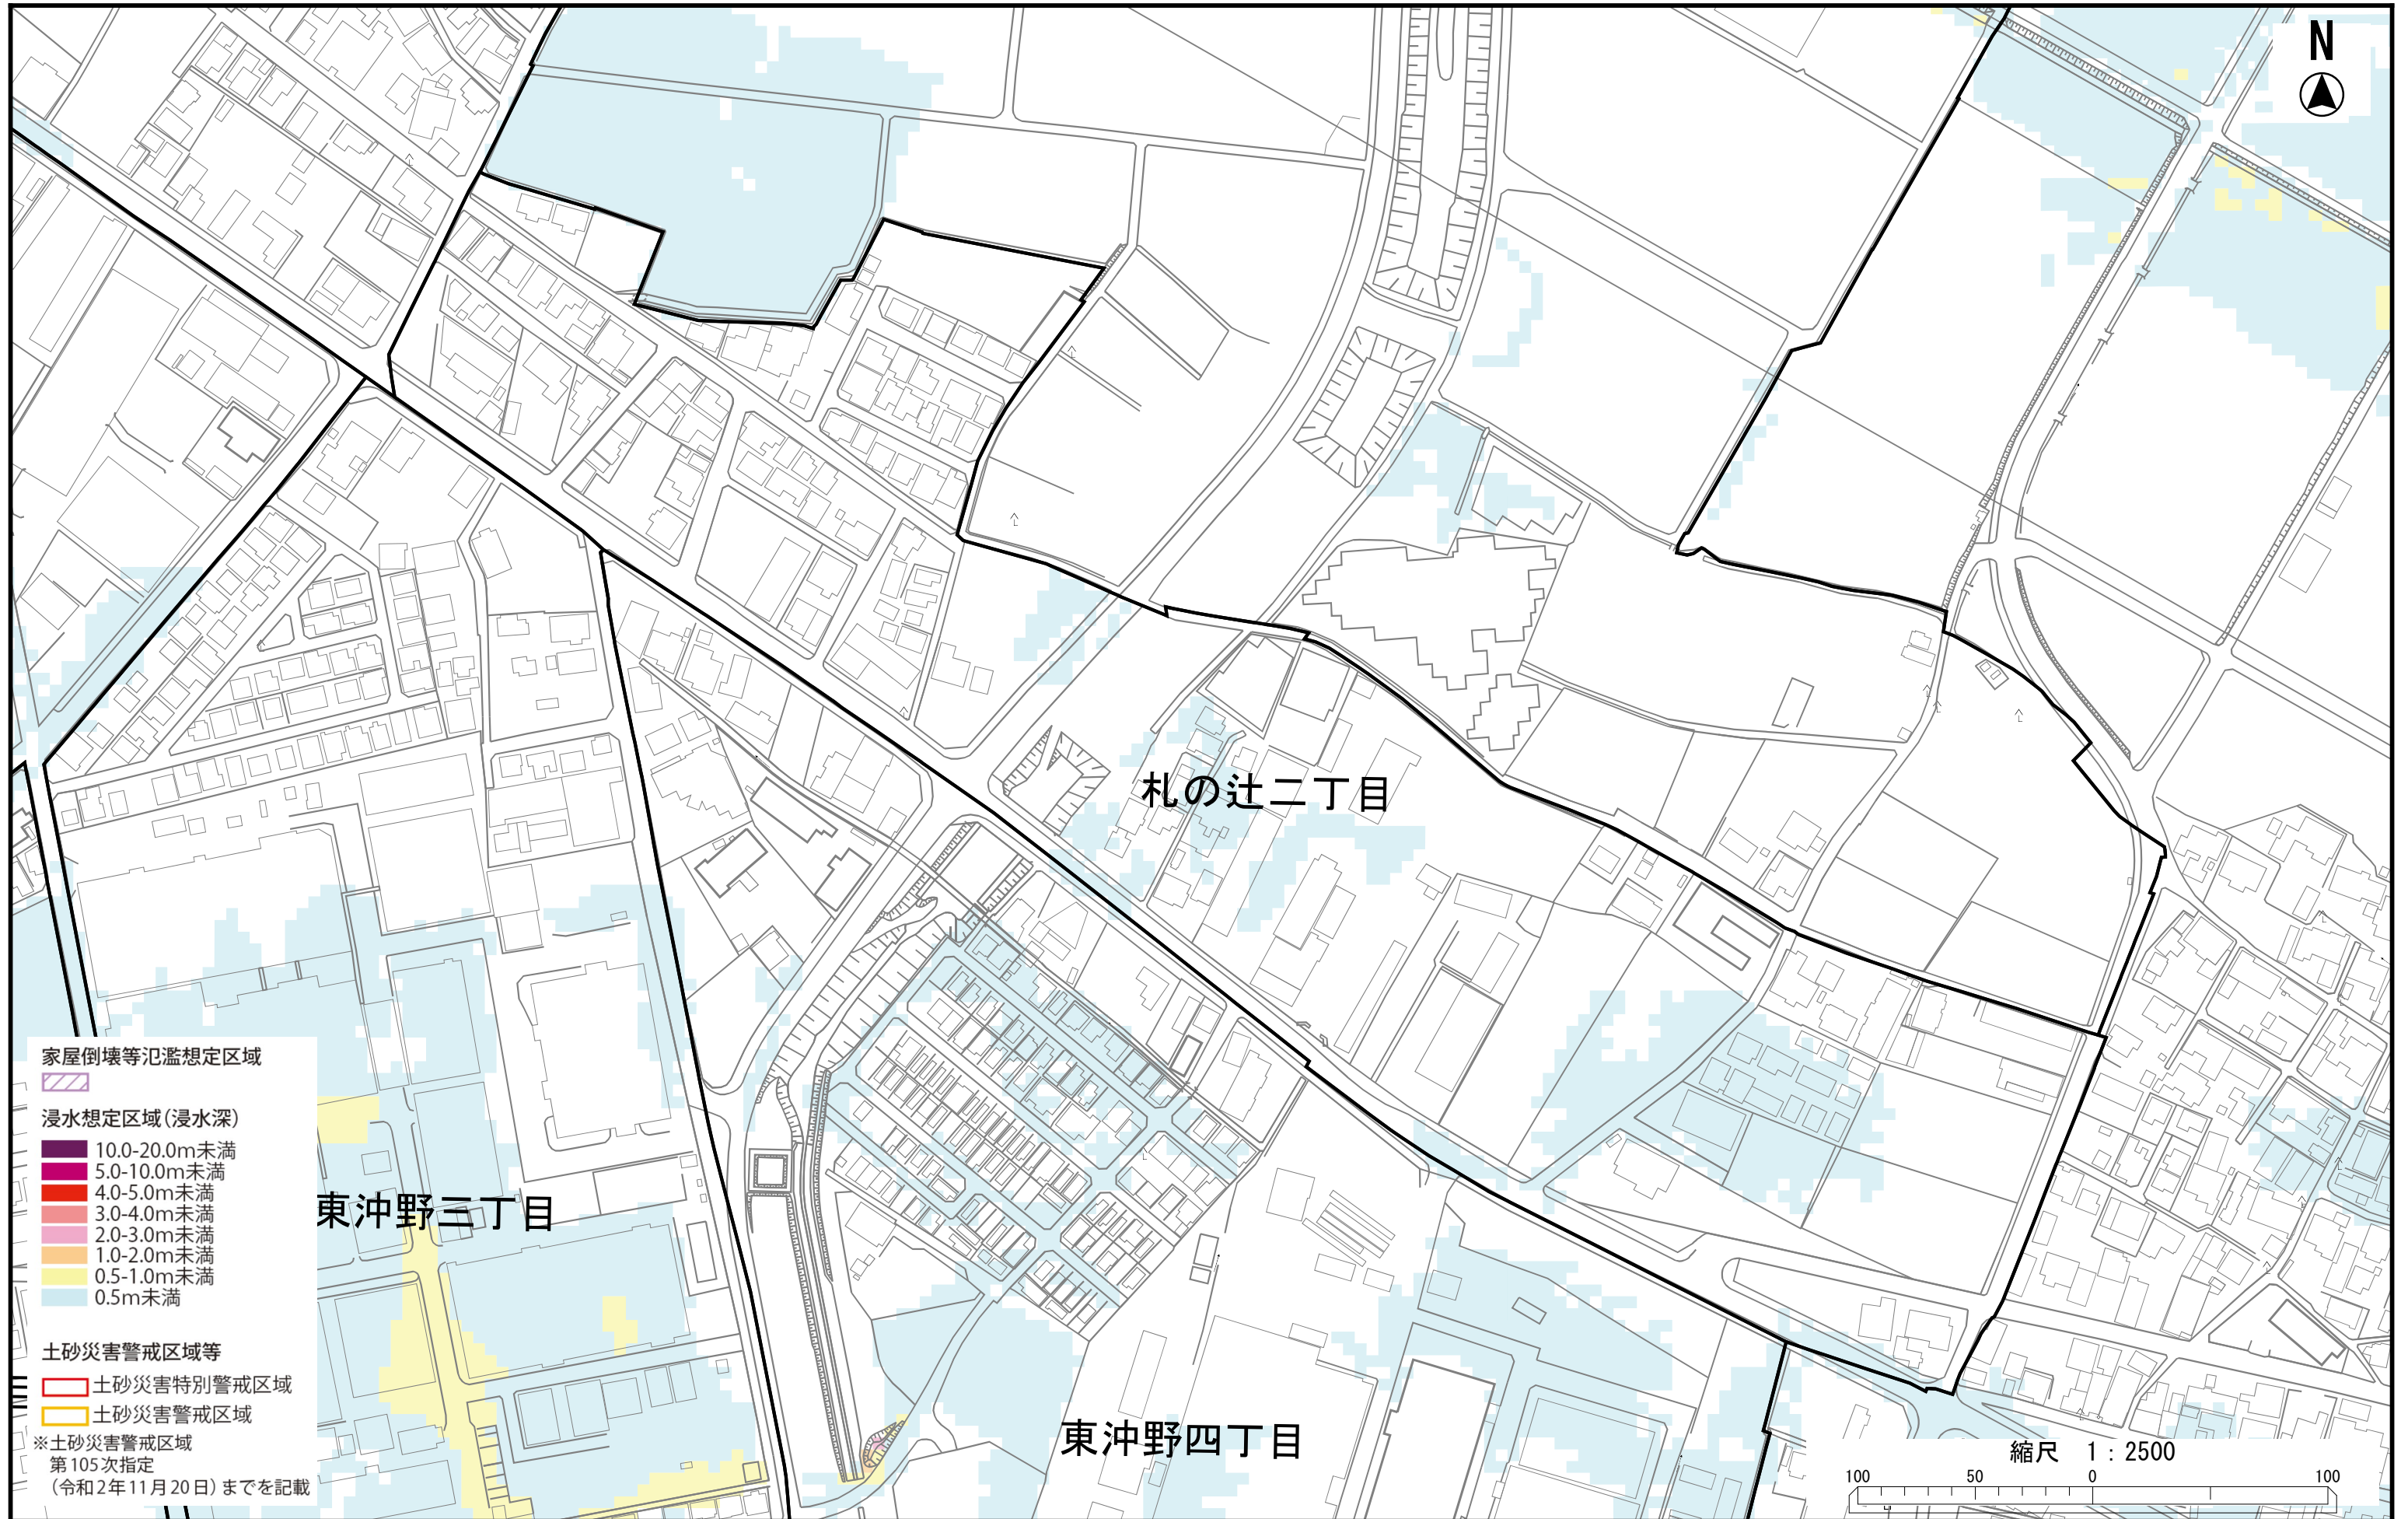 N
札の辻二丁目
家屋倒壊等氾濫想定区域
浸水想定区域(浸水深)
10.0-20.0m未満
5.0-10.0m未満
4.0-5.0m未満
3.0-4.0m未満
2.0-3.0m未満
1.0-2.0m未満
0.5-1.0m未満
0.5m未満
東沖野三丁目
土砂災害警戒区域等
土砂災害特別警戒区域
土砂災害警戒区域
※土砂災害警戒区域
第105次指定
(令和2年11月20日)までを記載
東沖野四丁目
縮尺 1:2500
100 50 0 100